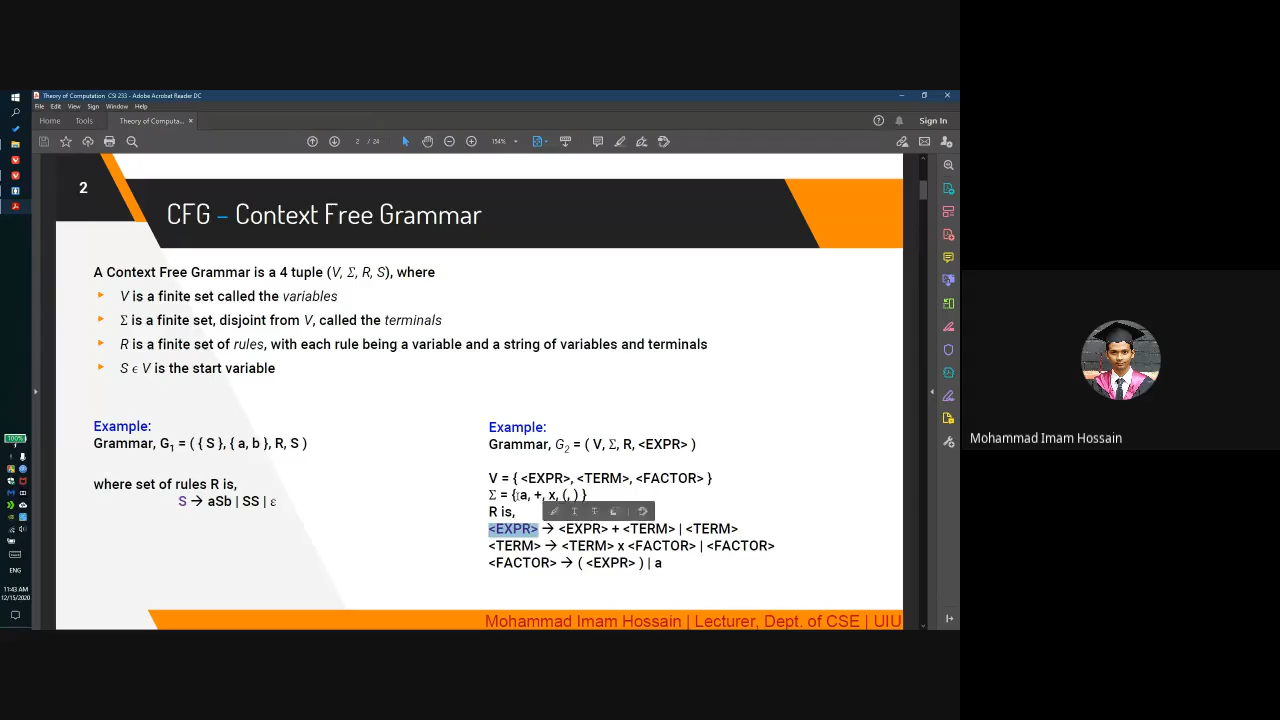 Theory of Computation CSI 233 - Adobe Acrobat Reader DC
File Edit View Sign Window Help
Home Tools Theory of Computa... × Sign In
2 / 24 154%
2
CFG – Context Free Grammar
A Context Free Grammar is a 4 tuple (V, Σ, R, S), where
V is a finite set called the variables
Σ is a finite set, disjoint from V, called the terminals
R is a finite set of rules, with each rule being a variable and a string of variables and terminals
S ϵ V is the start variable
Example:
Grammar, G1 = ( { S }, { a, b }, R, S )
where set of rules R is,
S → aSb | SS | ε
Example:
Grammar, G2 = ( V, Σ, R, <EXPR> )
V = { <EXPR>, <TERM>, <FACTOR> }
Σ = { a, +, x, (, ) }
R is,
<EXPR> → <EXPR> + <TERM> | <TERM>
<TERM> → <TERM> x <FACTOR> | <FACTOR>
<FACTOR> → ( <EXPR> ) | a
Mohammad Imam Hossain | Lecturer, Dept. of CSE | UIU
Mohammad Imam Hossain
100%
ENG
11:43 AM
12/15/2020